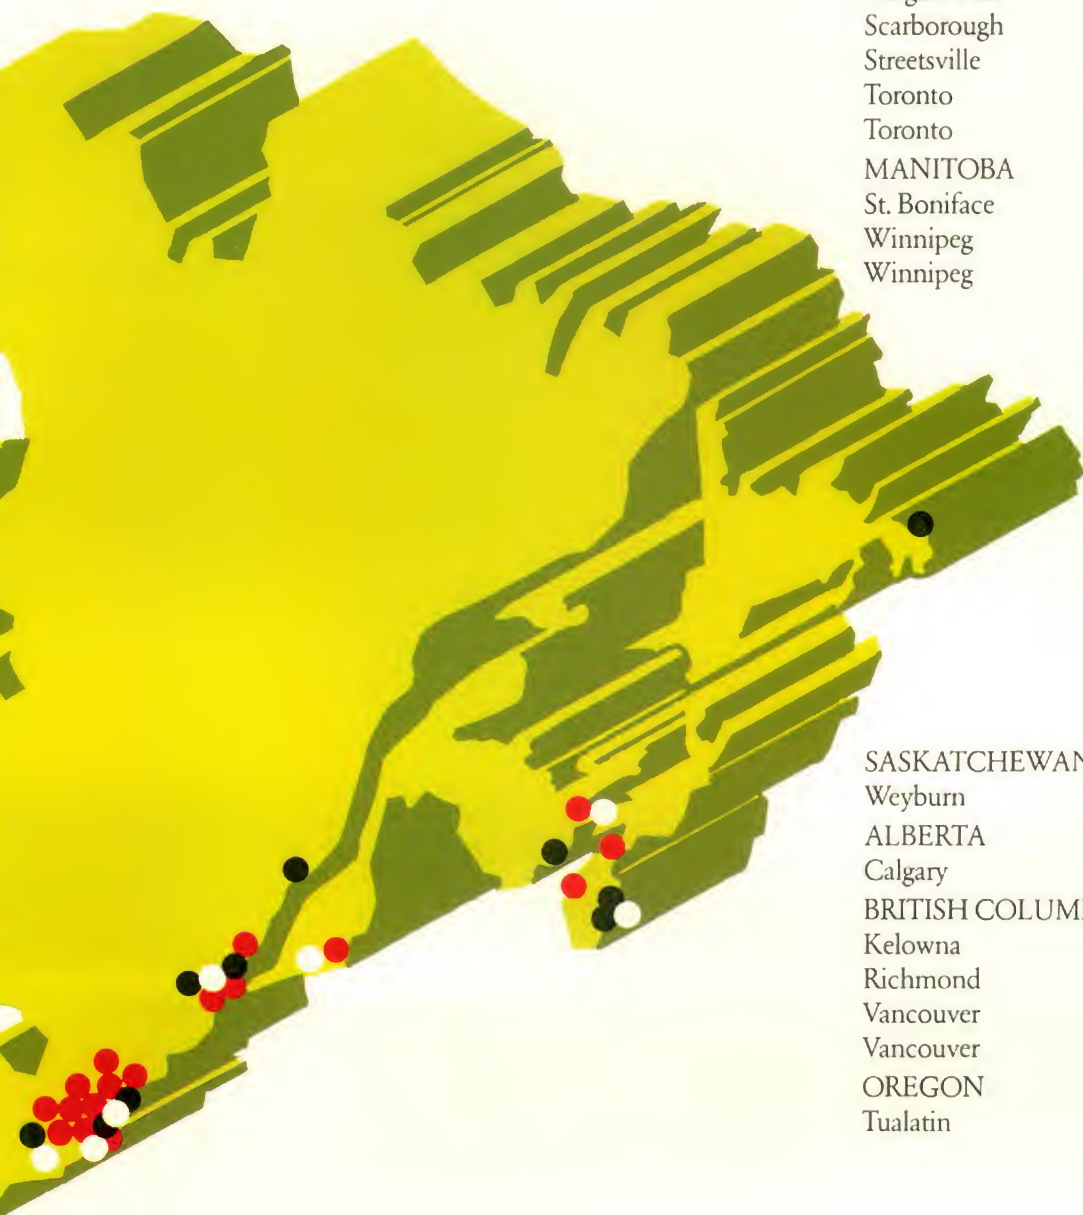 Scarborough
Streetsville
Toronto
Toronto
MANITOBA
St. Boniface
Winnipeg
Winnipeg
SASKATCHEWAN
Weyburn
ALBERTA
Calgary
BRITISH COLUM
Kelowna
Richmond
Vancouver
Vancouver
OREGON
Tualatin